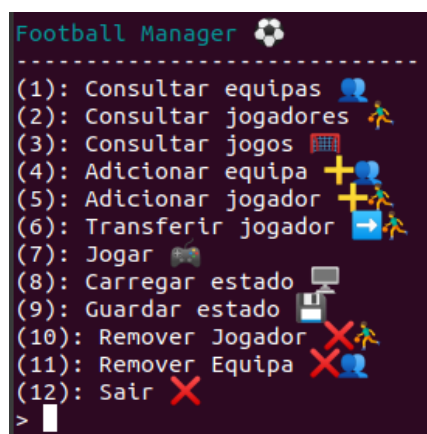 Football Manager ⚽
-----------------------------
(1): Consultar equipas 👥
(2): Consultar jogadores ⛹️
(3): Consultar jogos 🥅
(4): Adicionar equipa ➕👥
(5): Adicionar jogador ➕⛹️
(6): Transferir jogador ➡️⛹️
(7): Jogar 🎮
(8): Carregar estado 🖥️
(9): Guardar estado 💾
(10): Remover Jogador ❌⛹️
(11): Remover Equipa ❌👥
(12): Sair ❌
>